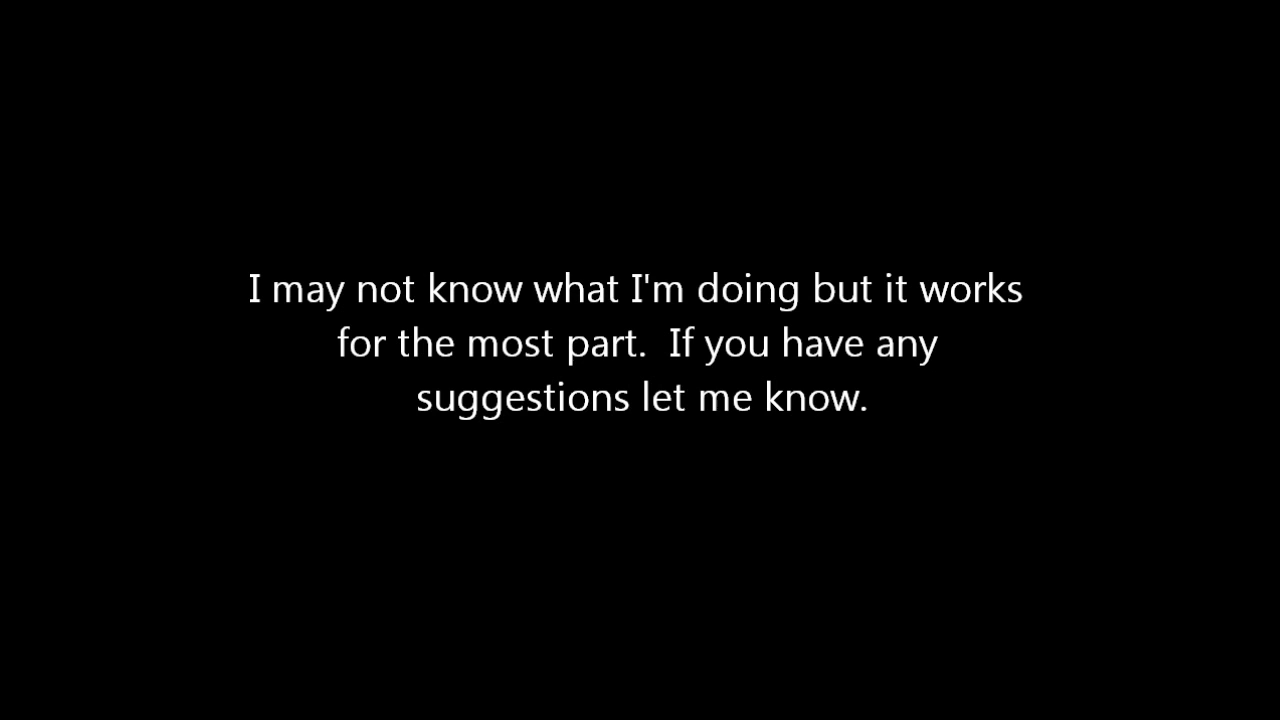 I may not know what I'm doing but it works
for the most part.  If you have any
suggestions let me know.